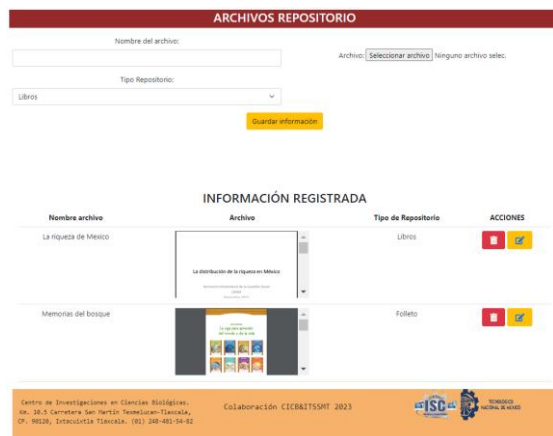 ARCHIVOS REPOSITORIO
Nombre del archivo:
Archivo: Seleccionar archivo Ninguno archivo selec.
Tipo Repositorio:
Libros
Guardar información
INFORMACIÓN REGISTRADA
Nombre archivo Archivo Tipo de Repositorio ACCIONES
La riqueza de Mexico Libros
La distribución de la riqueza en México
Memorias del bosque Folleto
Centro de Investigaciones en Ciencias Biológicas.
Km. 10.5 Carretera San Martín Texmelucan-Tlaxcala,
CP. 90120, Ixtacuixtla Tlaxcala. (01) 248-481-54-82
Colaboración CICB&ITSSMT 2023
ISC
TECNOLÓGICO
NACIONAL DE MÉXICO